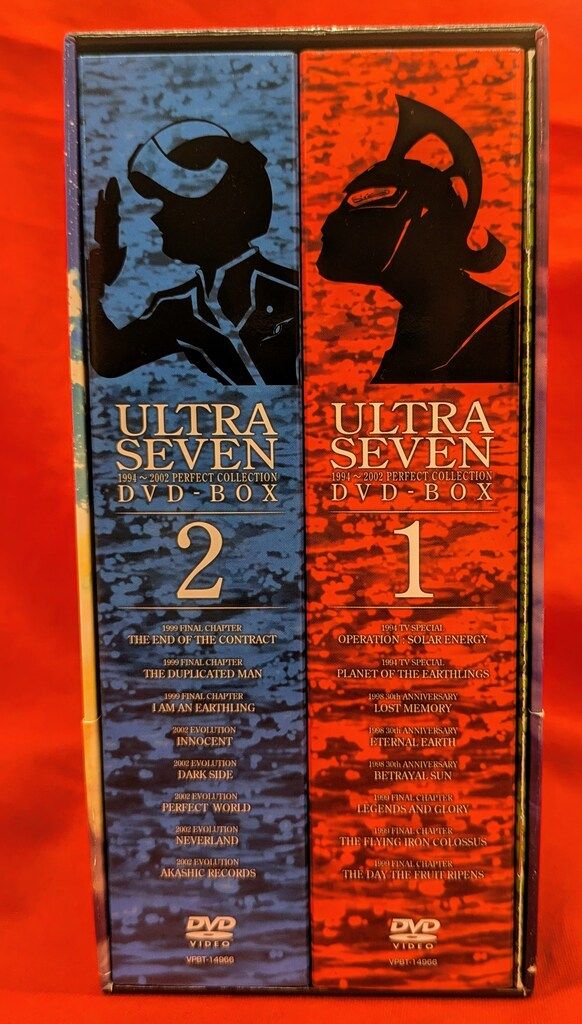 ULTRA
SEVEN
1994～2002 PERFECT COLLECTION
DVD-BOX
2
1999 FINAL CHAPTER
THE END OF THE CONTRACT
1999 FINAL CHAPTER
THE DUPLICATED MAN
1999 FINAL CHAPTER
I AM AN EARTHLING
2002 EVOLUTION
INNOCENT
2002 EVOLUTION
DARK SIDE
2002 EVOLUTION
PERFECT WORLD
2002 EVOLUTION
NEVERLAND
2002 EVOLUTION
AKASHIC RECORDS
DVD
VIDEO
VPBT-14966
ULTRA
SEVEN
1994～2002 PERFECT COLLECTION
DVD-BOX
1
1994 TV SPECIAL
OPERATION : SOLAR ENERGY
1994 TV SPECIAL
PLANET OF THE EARTHLINGS
1998 30th ANNIVERSARY
LOST MEMORY
1998 30th ANNIVERSARY
ETERNAL EARTH
1998 30th ANNIVERSARY
BETRAYAL SUN
1999 FINAL CHAPTER
LEGENDS AND GLORY
1999 FINAL CHAPTER
THE FLYING IRON COLOSSUS
1999 FINAL CHAPTER
THE DAY THE FRUIT RIPENS
DVD
VIDEO
VPBT-14966